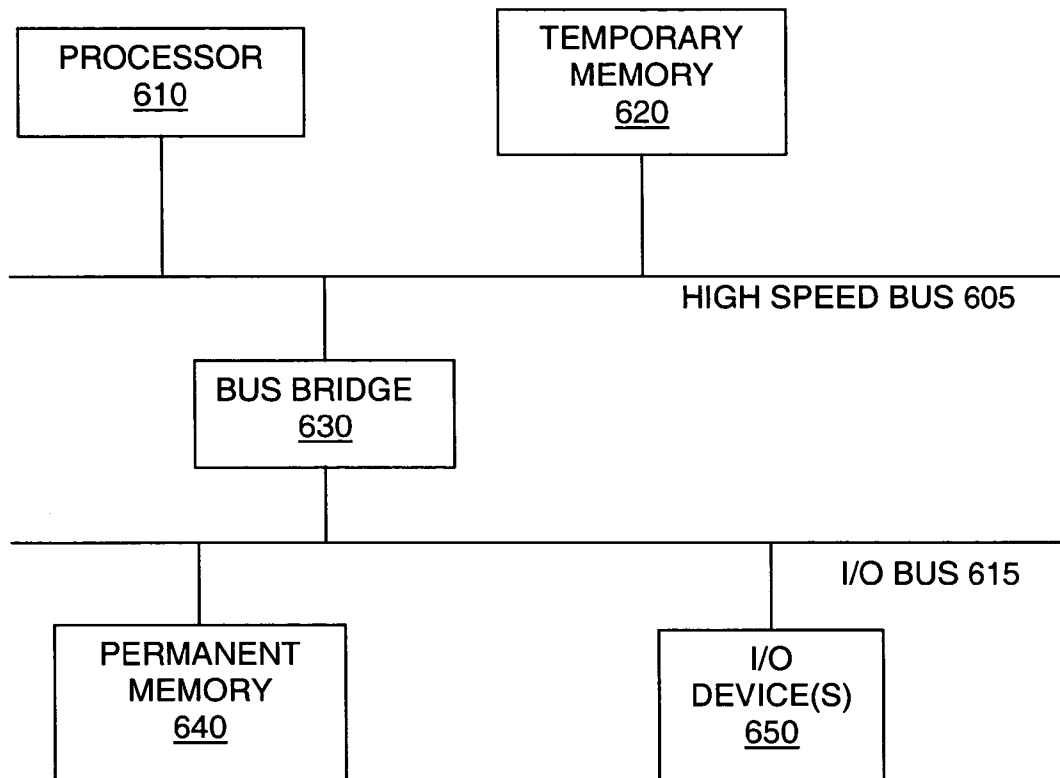 PROCESSOR
610
TEMPORARY
MEMORY
620
HIGH SPEED BUS 605
BUS BRIDGE
630
I/O BUS 615
PERMANENT
MEMORY
640
I/O
DEVICE(S)
650